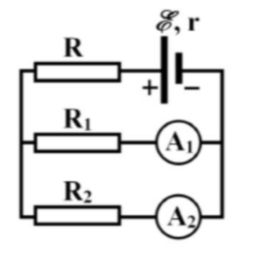 R ℰ, r
+ −
R₁ A₁
R₂ A₂